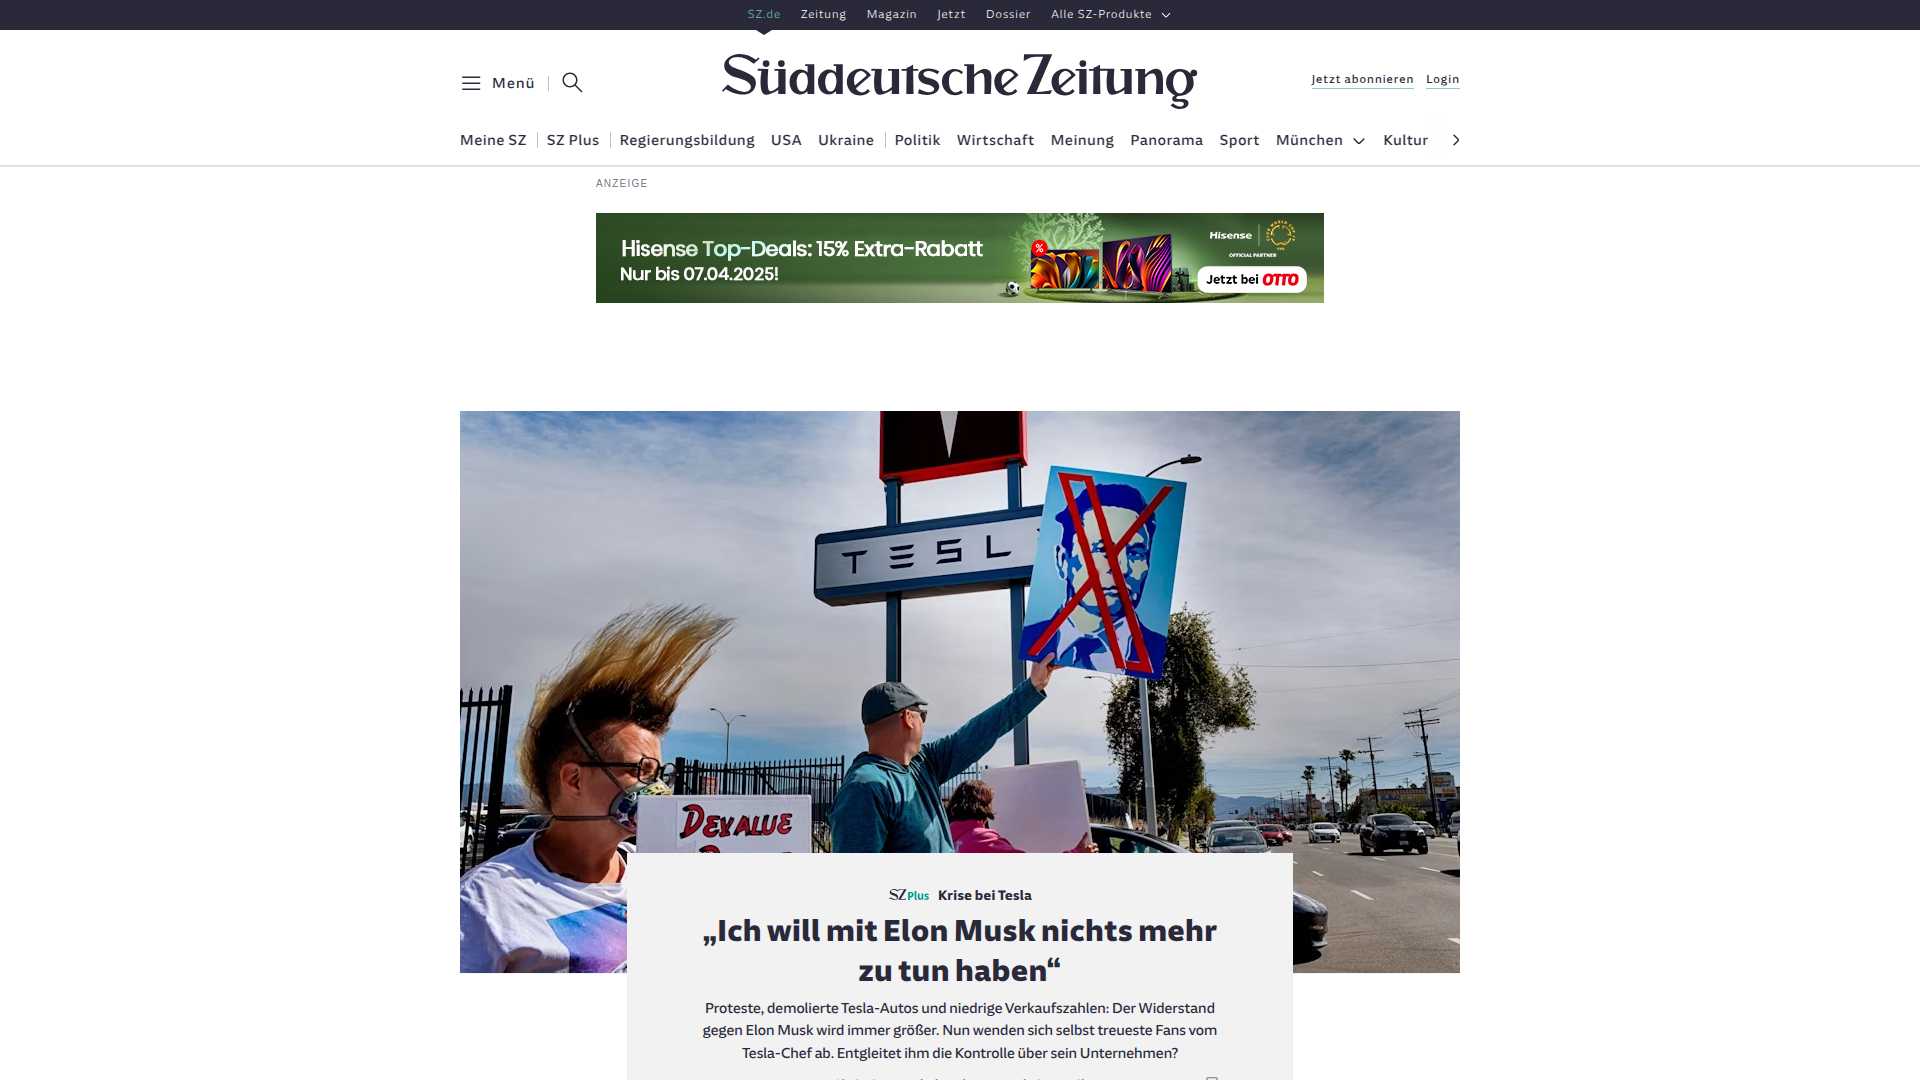 SZ.de Zeitung Magazin Jetzt Dossier Alle SZ-Produkte
Menü
Süddeutsche Zeitung
Jetzt abonnieren Login
Meine SZ SZ Plus Regierungsbildung USA Ukraine Politik Wirtschaft Meinung Panorama Sport München Kultur
ANZEIGE
Hisense Top-Deals: 15% Extra-Rabatt
Nur bis 07.04.2025!
%
Hisense
OFFICIAL PARTNER
Jetzt bei OTTO
TESL
DEVALUE
SZ Plus Krise bei Tesla
„Ich will mit Elon Musk nichts mehr
zu tun haben“
Proteste, demolierte Tesla-Autos und niedrige Verkaufszahlen: Der Widerstand
gegen Elon Musk wird immer größer. Nun wenden sich selbst treueste Fans vom
Tesla-Chef ab. Entgleitet ihm die Kontrolle über sein Unternehmen?